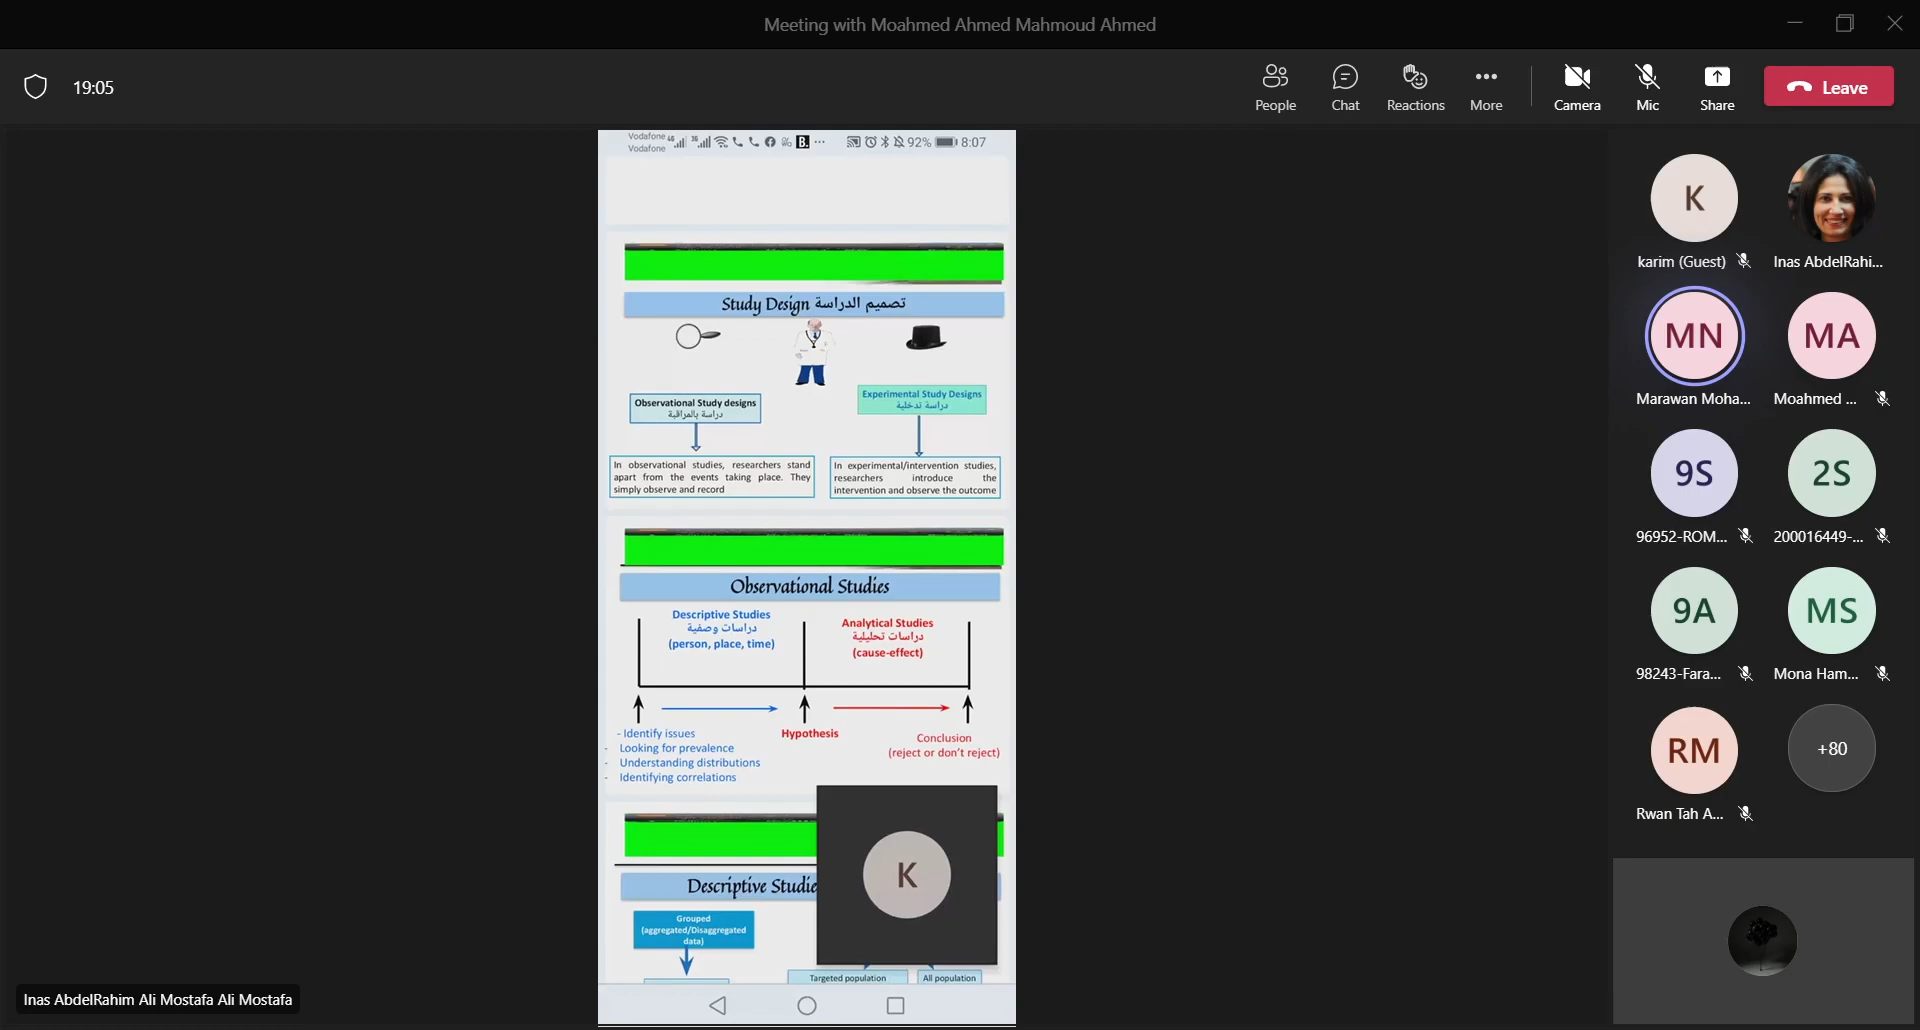 Meeting with Moahmed Ahmed Mahmoud Ahmed
19:05
People
Chat
Reactions
More
Camera
Mic
Share
Leave
Vodafone
Vodafone
4G
3G
B.
92%
8:07
Study Design تصميم الدراسة
Observational Study designs
دراسة بالمراقبة
Experimental Study Designs
دراسة تدخلية
In observational studies, researchers stand
apart from the events taking place. They
simply observe and record
In experimental/intervention studies,
researchers introduce the
intervention and observe the outcome
Observational Studies
Descriptive Studies
دراسات وصفية
(person, place, time)
Analytical Studies
دراسات تحليلية
(cause-effect)
- Identify issues
- Looking for prevalence
- Understanding distributions
- Identifying correlations
Hypothesis
Conclusion
(reject or don't reject)
Descriptive Studie
Grouped
(aggregated/Disaggregated
data)
Targeted population
All population
K
K
karim (Guest)
Inas AbdelRahi...
MN
Marawan Moha...
MA
Moahmed ...
9S
96952-ROM...
2S
200016449-...
9A
98243-Fara...
MS
Mona Ham...
RM
Rwan Tah A...
+80
Inas AbdelRahim Ali Mostafa Ali Mostafa